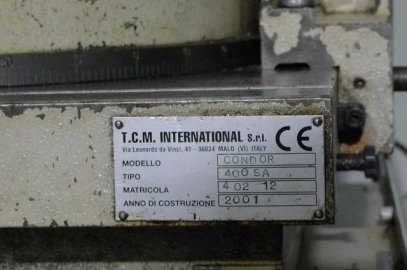 T.C.M. INTERNATIONAL S.r.l. CE
Via Leonardo da Vinci, 41 - 36034 MALO (VI) ITALY
MODELLO CONDOR
TIPO 400 SA
MATRICOLA 402 12
ANNO DI COSTRUZIONE 2001